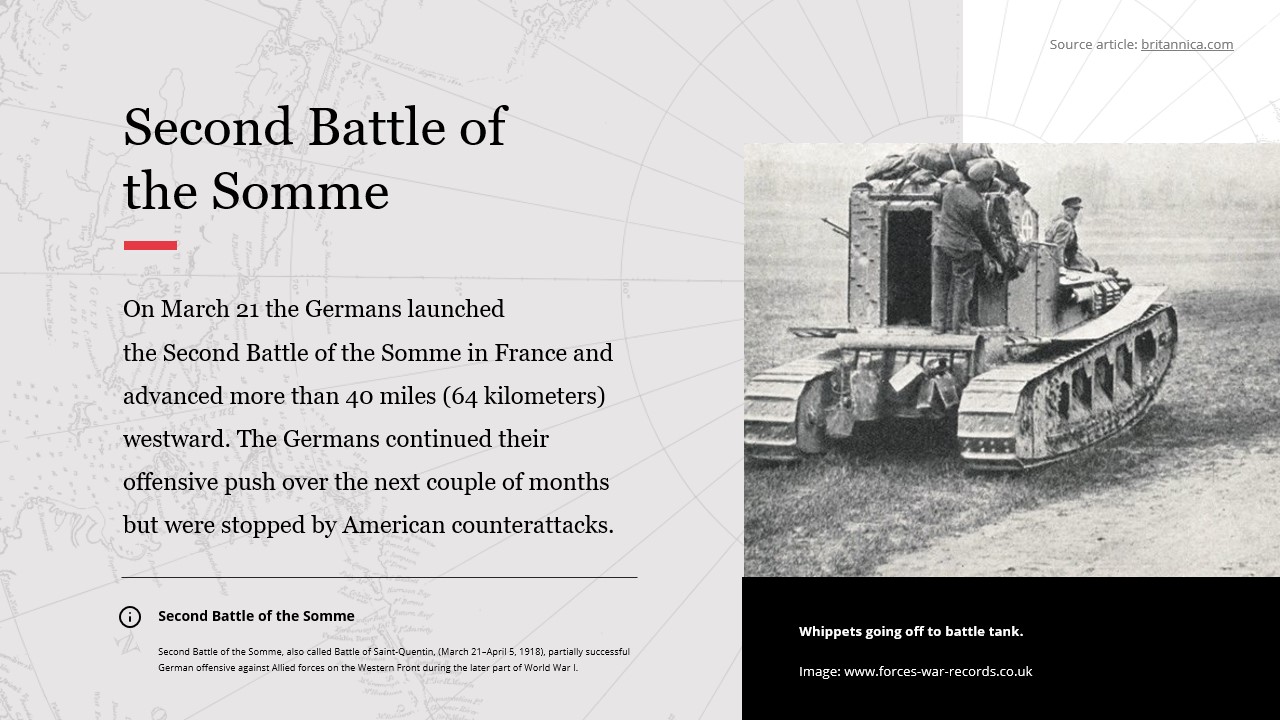 Source article: britannica.com
Second Battle of
the Somme
On March 21 the Germans launched
the Second Battle of the Somme in France and
advanced more than 40 miles (64 kilometers)
westward. The Germans continued their
offensive push over the next couple of months
but were stopped by American counterattacks.
Second Battle of the Somme
Second Battle of the Somme, also called Battle of Saint-Quentin, (March 21–April 5, 1918), partially successful
German offensive against Allied forces on the Western Front during the later part of World War I.
Whippets going off to battle tank.
Image: www.forces-war-records.co.uk